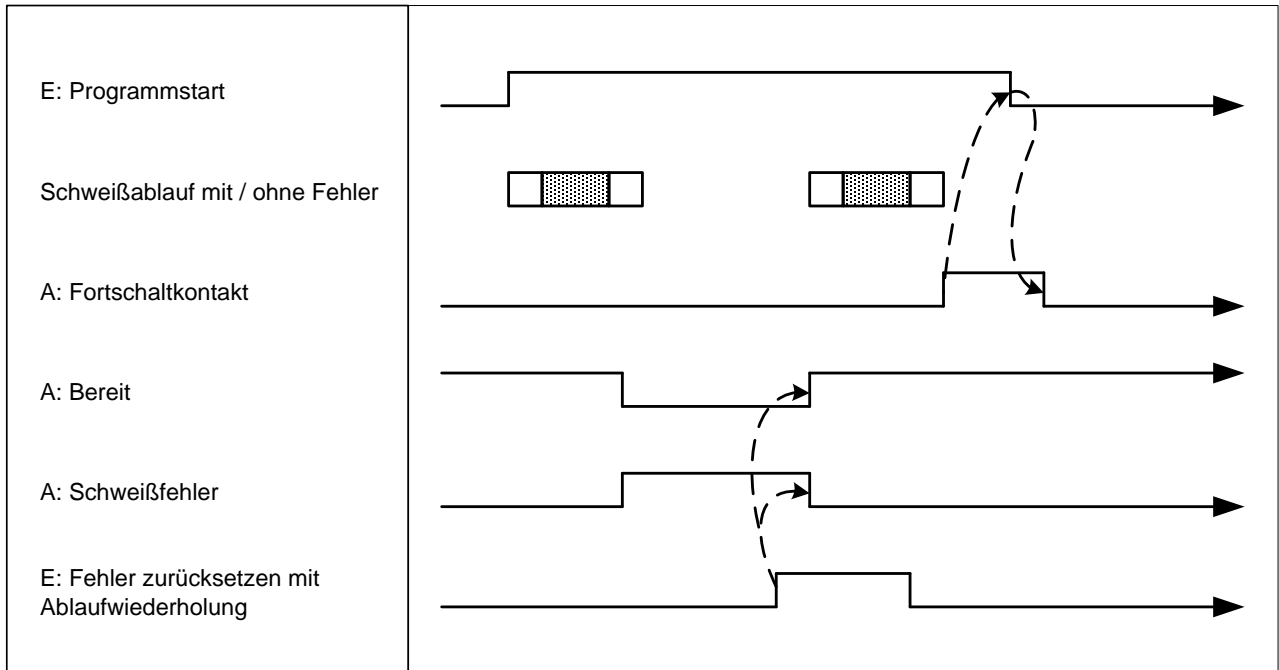 E: Programmstart
Schweißablauf mit / ohne Fehler
A: Fortschaltkontakt
A: Bereit
A: Schweißfehler
E: Fehler zurücksetzen mit
Ablaufwiederholung